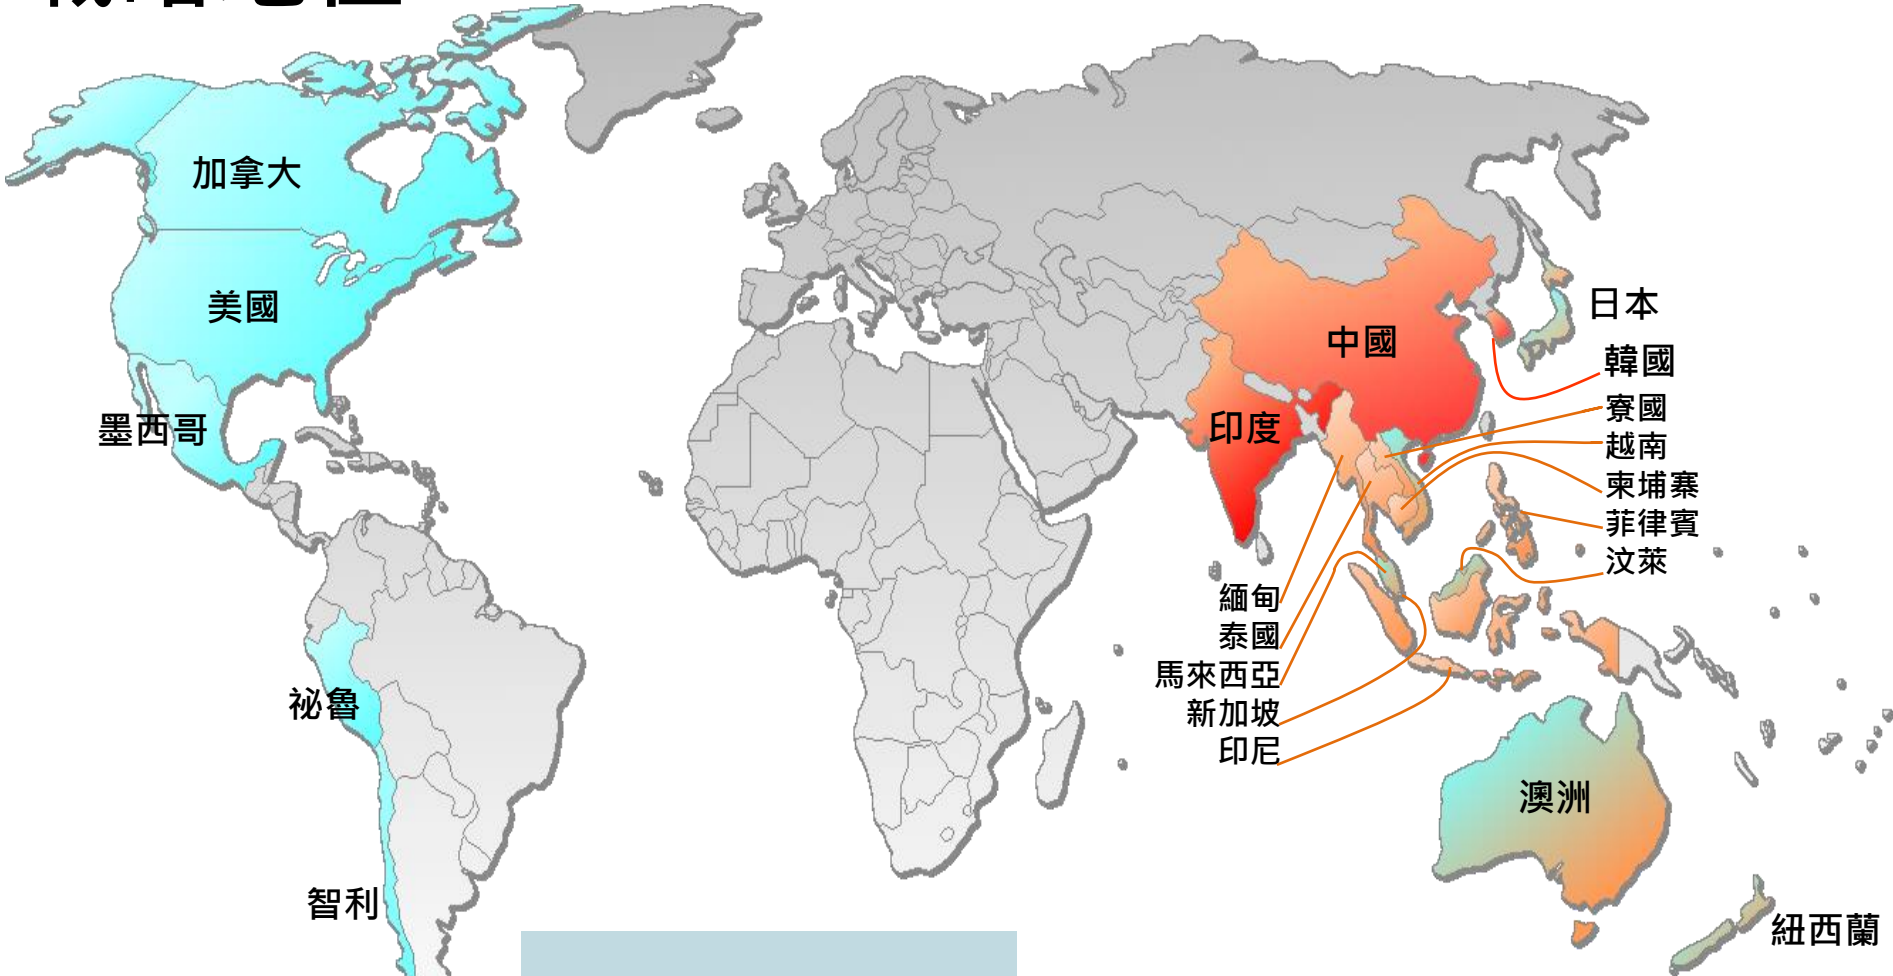 加拿大
美國
墨西哥
祕魯
智利
中國
印度
日本
韓國
寮國
越南
柬埔寨
菲律賓
汶萊
緬甸
泰國
馬來西亞
新加坡
印尼
澳洲
紐西蘭